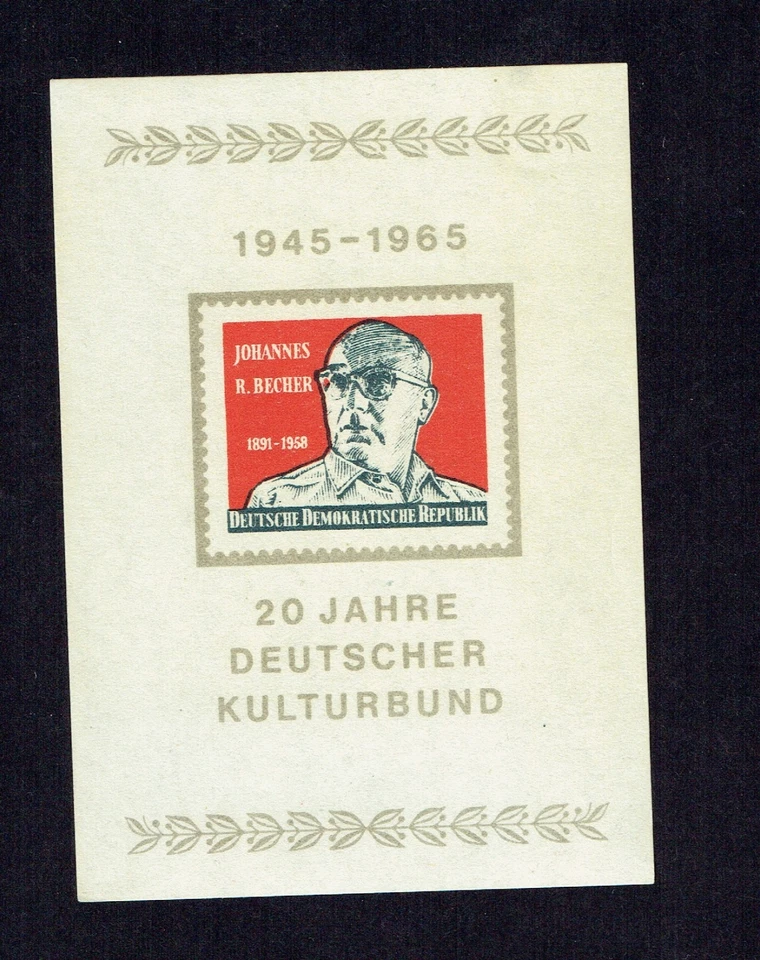 1945-1965
JOHANNES
R. BECHER
1891-1958
DEUTSCHE DEMOKRATISCHE REPUBLIK
20 JAHRE
DEUTSCHER
KULTURBUND